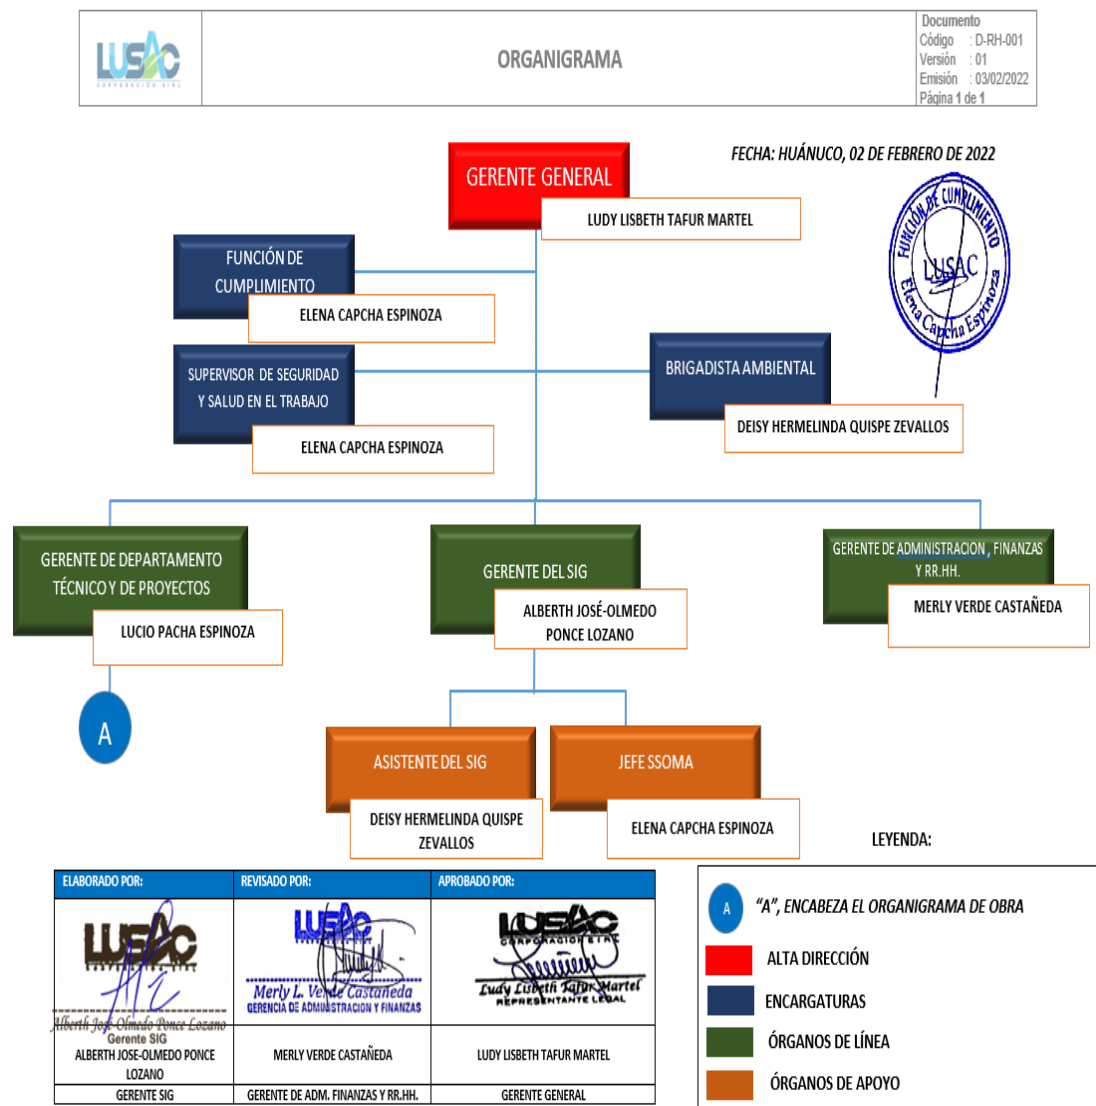 LUSAC
CORPORACIÓN EIRL
ORGANIGRAMA
Documento
Código : D-RH-001
Versión : 01
Emisión : 03/02/2022
Página 1 de 1
FECHA: HUÁNUCO, 02 DE FEBRERO DE 2022
GERENTE GENERAL
LUDY LISBETH TAFUR MARTEL
FUNCIÓN DE CUMPLIMIENTO
LUSAC
Elena Capcha Espinoza
FUNCIÓN DE
CUMPLIMIENTO
ELENA CAPCHA ESPINOZA
SUPERVISOR DE SEGURIDAD
Y SALUD EN EL TRABAJO
ELENA CAPCHA ESPINOZA
BRIGADISTA AMBIENTAL
DEISY HERMELINDA QUISPE ZEVALLOS
GERENTE DE DEPARTAMENTO
TÉCNICO Y DE PROYECTOS
LUCIO PACHA ESPINOZA
GERENTE DEL SIG
ALBERTH JOSÉ-OLMEDO
PONCE LOZANO
GERENTE DE ADMINISTRACION , FINANZAS
Y RR.HH.
MERLY VERDE CASTAÑEDA
A
ASISTENTE DEL SIG
DEISY HERMELINDA QUISPE
ZEVALLOS
JEFE SSOMA
ELENA CAPCHA ESPINOZA
LEYENDA:
"A", ENCABEZA EL ORGANIGRAMA DE OBRA
A
ALTA DIRECCIÓN
ENCARGATURAS
ÓRGANOS DE LÍNEA
ÓRGANOS DE APOYO
ELABORADO POR:
REVISADO POR:
APROBADO POR:
LUSAC
CORPORACION EIRL
Alberth José-Olmedo Ponce Lozano
Gerente SIG
LUSAC
Merly L. Verde Castañeda
GERENCIA DE ADMINISTRACION Y FINANZAS
LUSAC
CORPORACION EIRL
Ludy Lisbeth Tafur Martel
REPRESENTANTE LEGAL
ALBERTH JOSE-OLMEDO PONCE
LOZANO
MERLY VERDE CASTAÑEDA
LUDY LISBETH TAFUR MARTEL
GERENTE SIG
GERENTE DE ADM. FINANZAS Y RR.HH.
GERENTE GENERAL